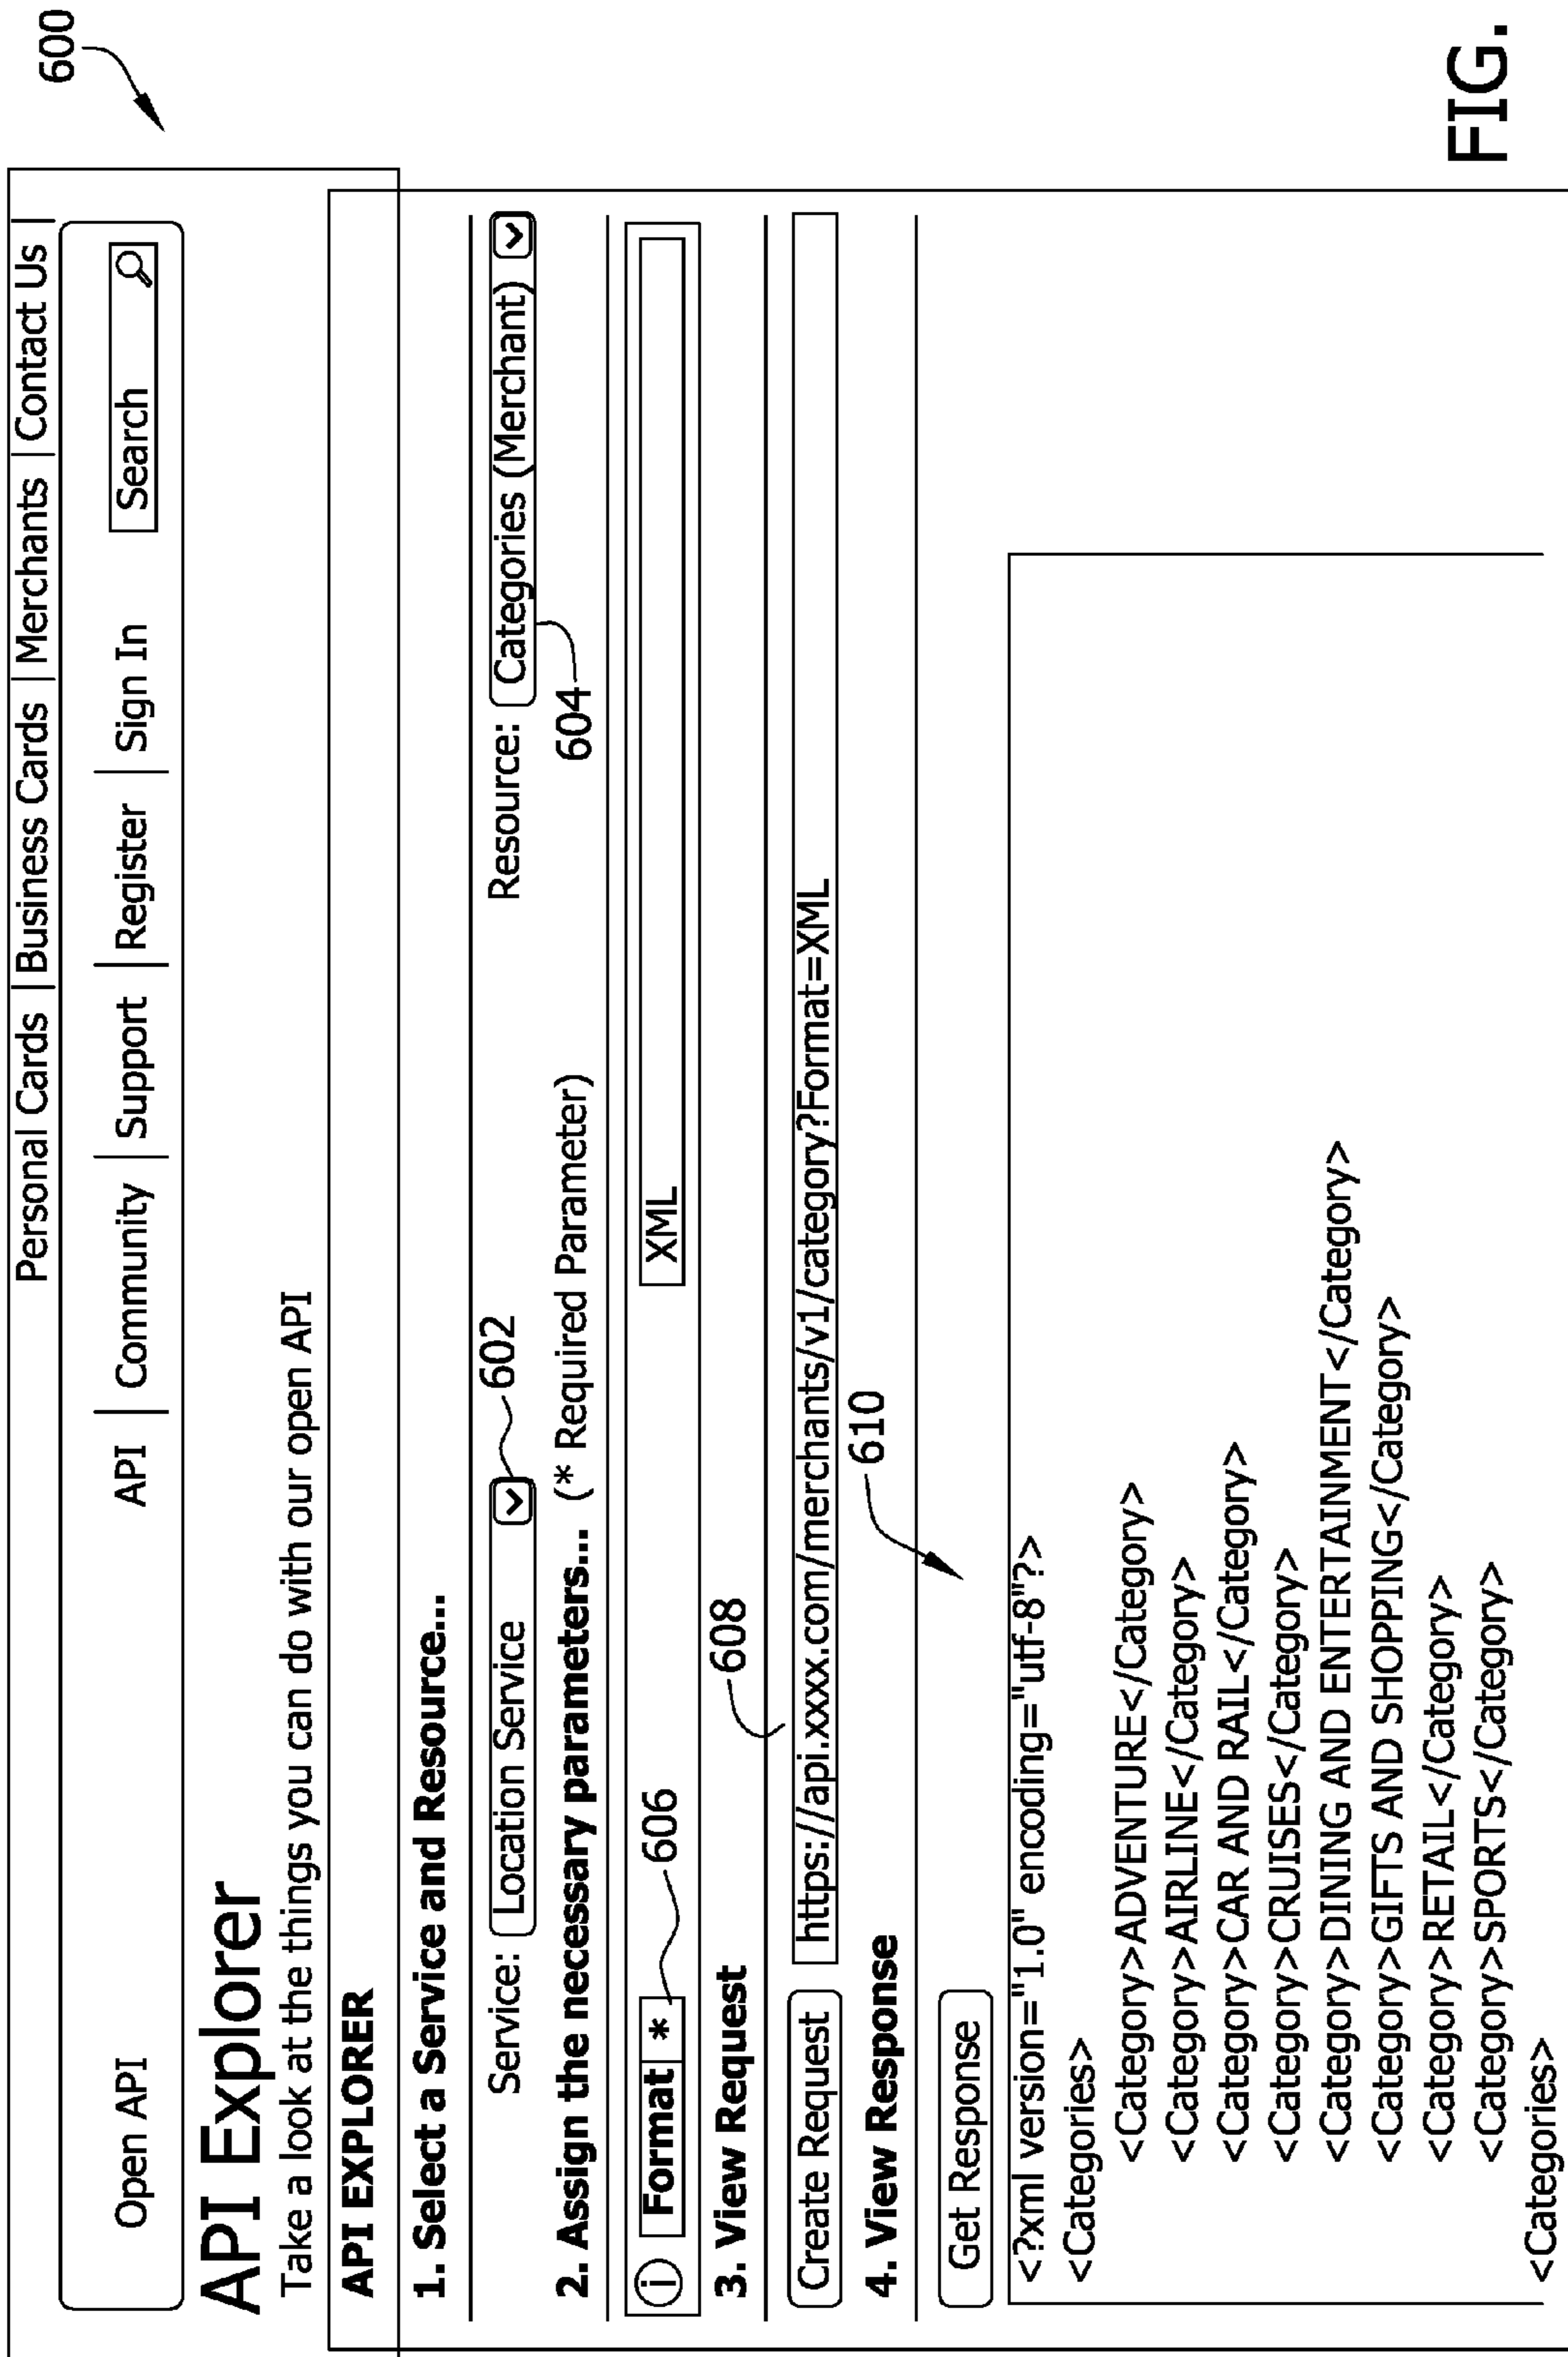 600
Personal Cards | Business Cards | Merchants | Contact Us |
Open API API | Community | Support | Register | Sign In Search
API Explorer
Take a look at the things you can do with our open API
API EXPLORER
1. Select a Service and Resource...
Service: Location Service 602 Resource: Categories (Merchant)
604
2. Assign the necessary parameters... (* Required Parameter)
i Format * 606 XML
3. View Request 608
Create Request https://api.xxxx.com/merchants/v1/category?Format=XML
4. View Response 610
Get Response
<?xml version="1.0" encoding="utf-8"?>
<Categories>
<Category>ADVENTURE</Category>
<Category>AIRLINE</Category>
<Category>CAR AND RAIL</Category>
<Category>CRUISES</Category>
<Category>DINING AND ENTERTAINMENT</Category>
<Category>GIFTS AND SHOPPING</Category>
<Category>RETAIL</Category>
<Category>SPORTS</Category>
<Categories>
FIG.